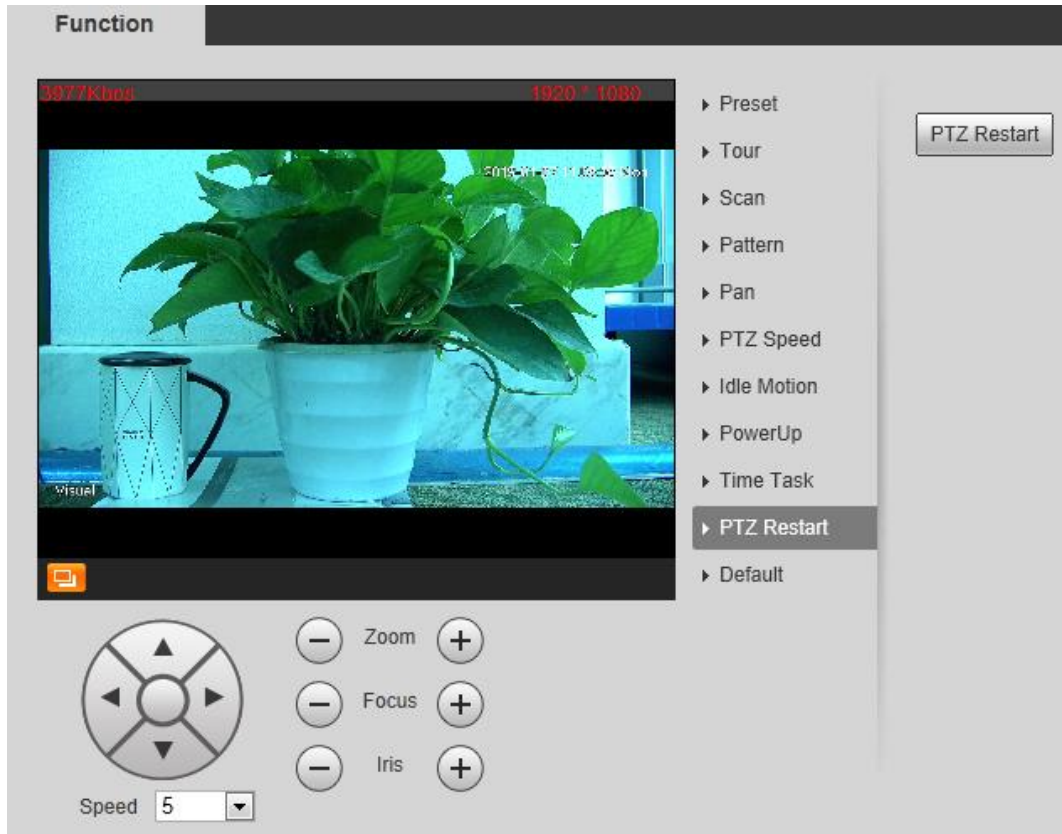 Function
3977Kbps
1920 * 1080
Visual
Preset
Tour
Scan
Pattern
Pan
PTZ Speed
Idle Motion
PowerUp
Time Task
PTZ Restart
Default
PTZ Restart
Zoom
Focus
Iris
Speed 5